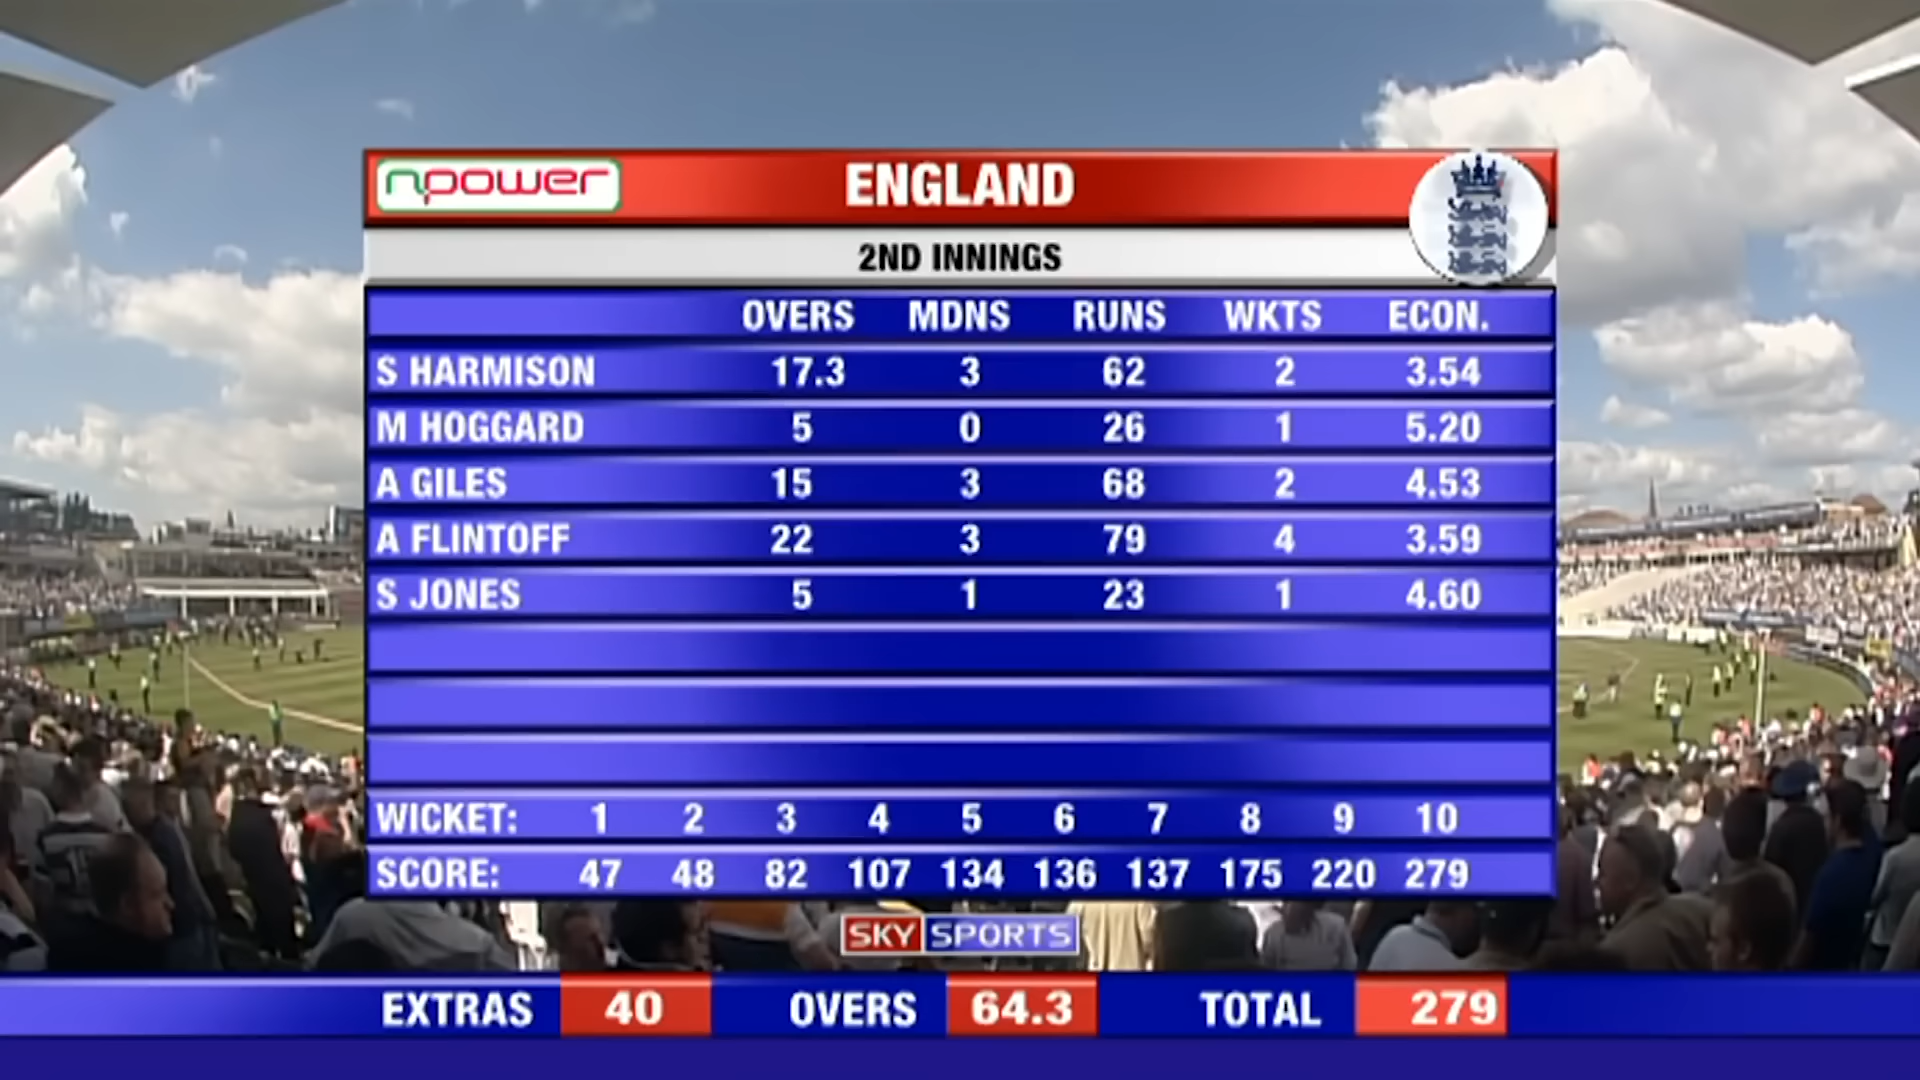 npower ENGLAND
2ND INNINGS
OVERS MDNS RUNS WKTS ECON.
S HARMISON 17.3 3 62 2 3.54
M HOGGARD 5 0 26 1 5.20
A GILES 15 3 68 2 4.53
A FLINTOFF 22 3 79 4 3.59
S JONES 5 1 23 1 4.60
WICKET: 1 2 3 4 5 6 7 8 9 10
SCORE: 47 48 82 107 134 136 137 175 220 279
SKY SPORTS
EXTRAS 40 OVERS 64.3 TOTAL 279